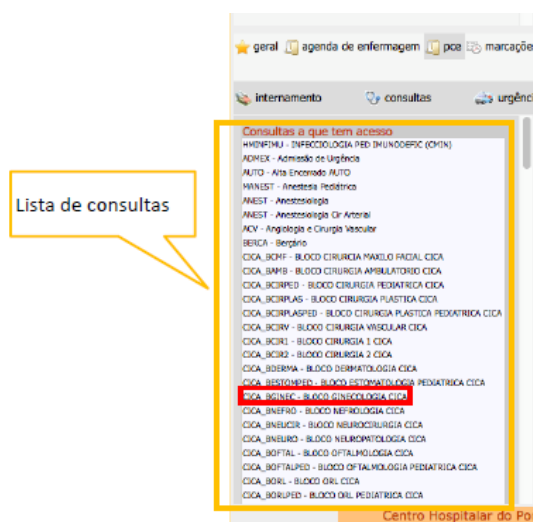 geral agenda de enfermagem pce marcaçõe
internamento consultas urgênci
Lista de consultas
Consultas a que tem acesso
HMINFIMU - INFECCIOLOGIA PED IMUNODEFIC (CMIN)
ADMEX - Admissão de Urgência
AUTO - Alta Encerrado AUTO
MANEST - Anestesia Pediátrica
ANEST - Anestesiologia
ANEST - Anestesiologia Cir Arterial
ACV - Angiologia e Cirurgia Vascular
BERCA - Berçário
CICA_BCMF - BLOCO CIRURCIA MAXILO FACIAL CICA
CICA_BAMB - BLOCO CIRURGIA AMBULATORIO CICA
CICA_BCIRPED - BLOCO CIRURGIA PEDIATRICA CICA
CICA_BCIRPLAS - BLOCO CIRURGIA PLASTICA CICA
CICA_BCIRPLASPED - BLOCO CIRURGIA PLASTICA PEDIATRICA CICA
CICA_BCIRV - BLOCO CIRURGIA VASCULAR CICA
CICA_BCIR1 - BLOCO CIRURGIA 1 CICA
CICA_BCIR2 - BLOCO CIRURGIA 2 CICA
CICA_BDERMA - BLOCO DERMATOLOGIA CICA
CICA_BESTOMPED - BLOCO ESTOMATOLOGIA PEDIATRICA CICA
CICA_BGINEC - BLOCO GINECOLOGIA CICA
CICA_BNEFRO - BLOCO NEFROLOGIA CICA
CICA_BNEUCIR - BLOCO NEUROCIRURGIA CICA
CICA_BNEURO - BLOCO NEUROPATOLOGIA CICA
CICA_BOFTAL - BLOCO OFTALMOLOGIA CICA
CICA_BOFTALPED - BLOCO OFTALMOLOGIA PEDIATRICA CICA
CICA_BORL - BLOCO ORL CICA
CICA_BORLPED - BLOCO ORL PEDIATRICA CICA
Centro Hospitalar do Po